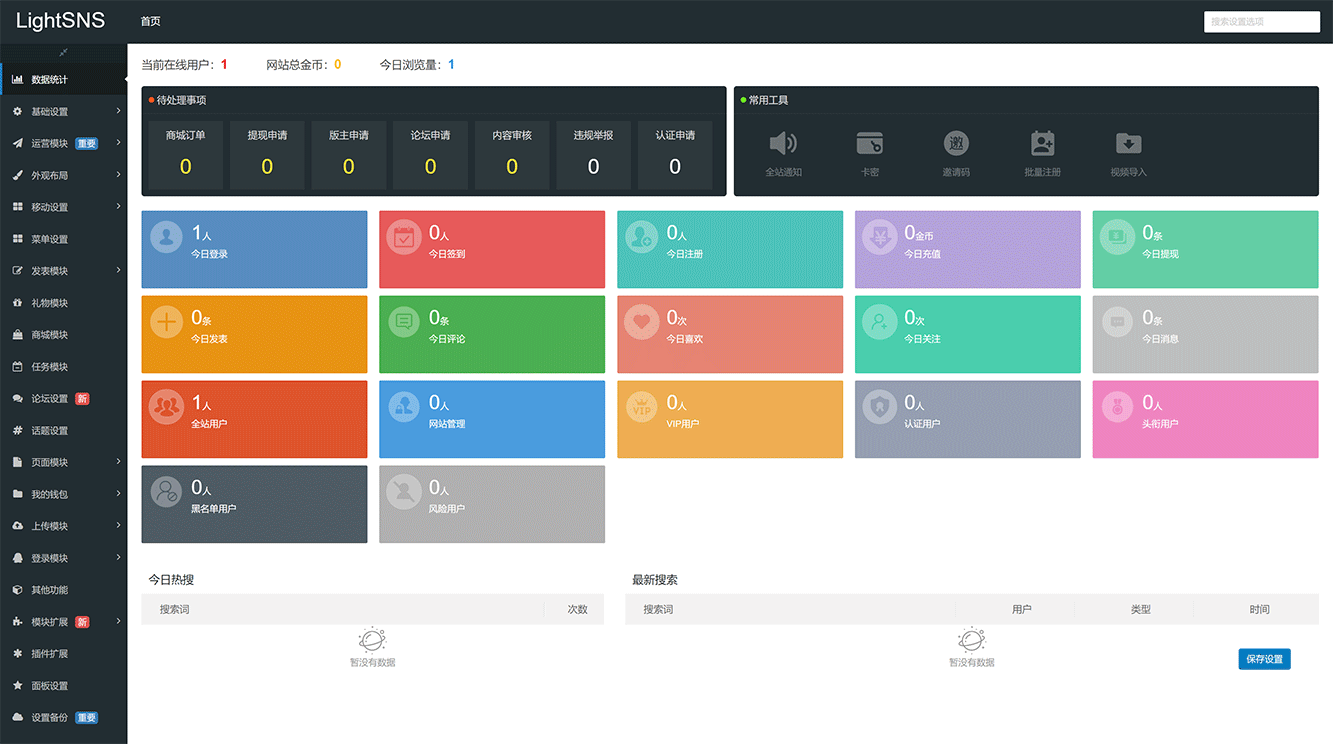 LightSNS
首页
搜索设置选项
数据统计
基础设置
运营模块 重要
外观布局
移动设置
菜单设置
发表模块
礼物模块
商城模块
任务模块
论坛设置 新
话题设置
页面模块
我的钱包
上传模块
登录模块
其他功能
模块扩展 新
插件扩展
面板设置
设置备份 重要
当前在线用户：1 网站总金币：0 今日浏览量：1
待处理事项
商城订单 提现申请 版主申请 论坛申请 内容审核 违规举报 认证申请
0 0 0 0 0 0 0
常用工具
邀
全站通知 卡密 邀请码 批量注册 视频导入
1人 0人 0人 0金币 0条
今日登录 今日签到 今日注册 今日充值 今日提现
0条 0条 0次 0次 0条
今日发表 今日评论 今日喜欢 今日关注 今日消息
1人 0人 VIP 0人 0人 0人
全站用户 网站管理 VIP用户 认证用户 头衔用户
0人 0人
黑名单用户 风险用户
今日热搜
搜索词 次数
暂没有数据
最新搜索
搜索词 用户 类型 时间
暂没有数据
保存设置